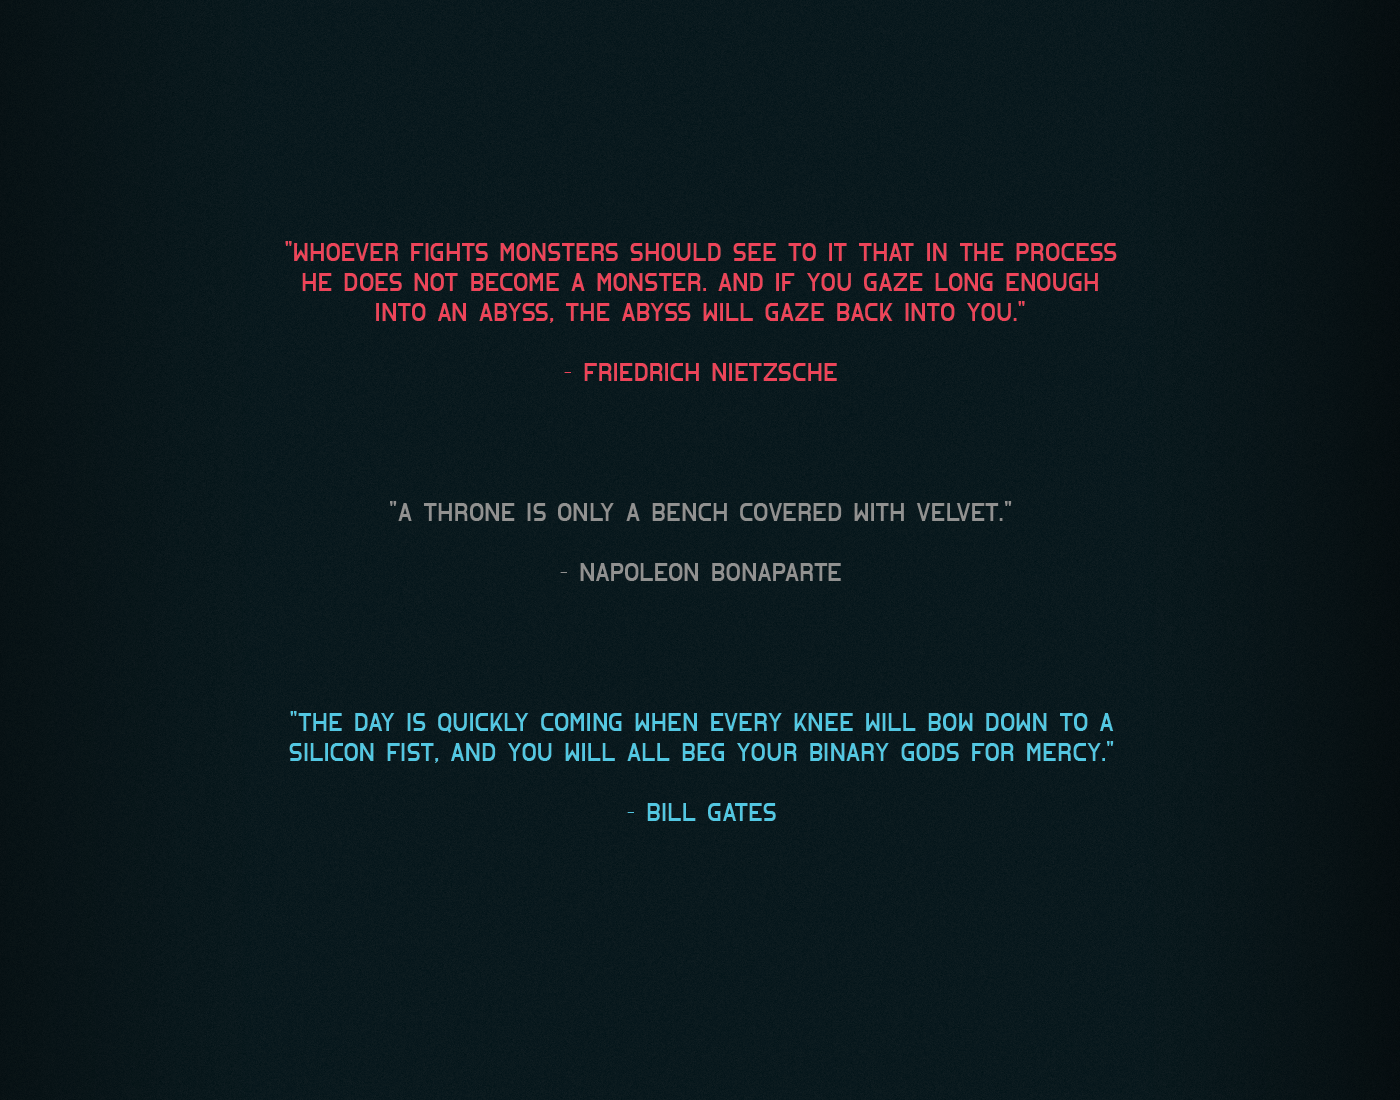 "WHOEVER FIGHTS MONSTERS SHOULD SEE TO IT THAT IN THE PROCESS
HE DOES NOT BECOME A MONSTER. AND IF YOU GAZE LONG ENOUGH
INTO AN ABYSS, THE ABYSS WILL GAZE BACK INTO YOU."
- FRIEDRICH NIETZSCHE
"A THRONE IS ONLY A BENCH COVERED WITH VELVET."
- NAPOLEON BONAPARTE
"THE DAY IS QUICKLY COMING WHEN EVERY KNEE WILL BOW DOWN TO A
SILICON FIST, AND YOU WILL ALL BEG YOUR BINARY GODS FOR MERCY."
- BILL GATES